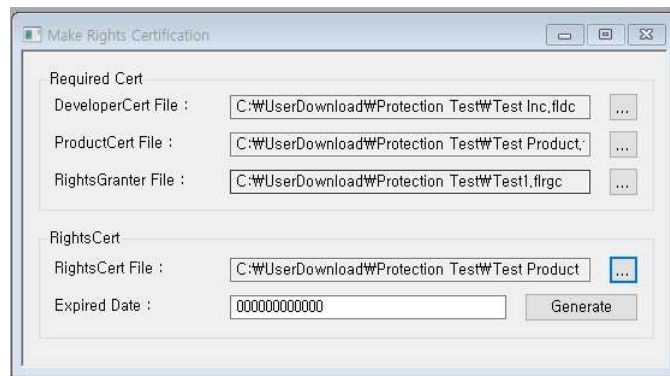 Make Rights Certification
Required Cert
DeveloperCert File :
C:₩UserDownload₩Protection Test₩Test Inc,fldc
...
ProductCert File :
C:₩UserDownload₩Protection Test₩Test Product,
...
RightsGranter File :
C:₩UserDownload₩Protection Test₩Test1,flrgc
...
RightsCert
RightsCert File :
C:₩UserDownload₩Protection Test₩Test Product
...
Expired Date :
000000000000
Generate